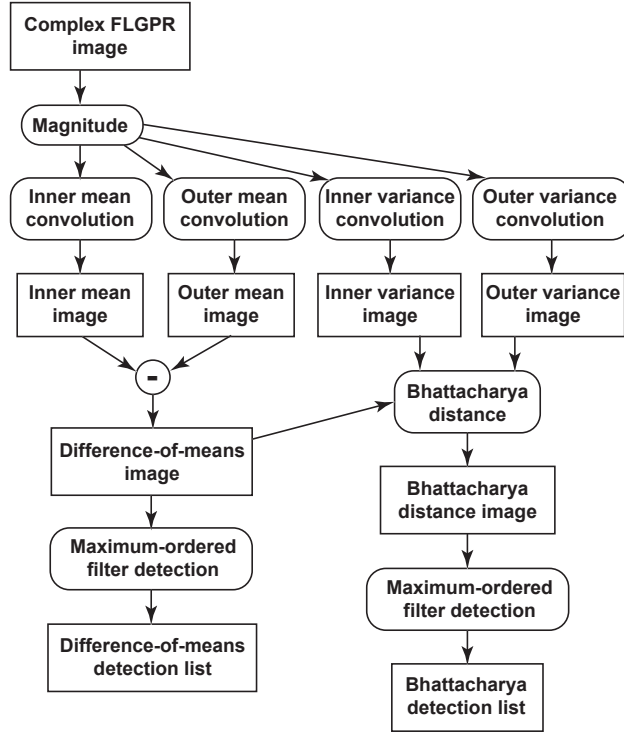 Complex FLGPR
image
Magnitude
Inner mean
convolution
Outer mean
convolution
Inner variance
convolution
Outer variance
convolution
Inner mean
image
Outer mean
image
Inner variance
image
Outer variance
image
-
Bhattacharya
distance
Difference-of-means
image
Bhattacharya
distance image
Maximum-ordered
filter detection
Maximum-ordered
filter detection
Difference-of-means
detection list
Bhattacharya
detection list